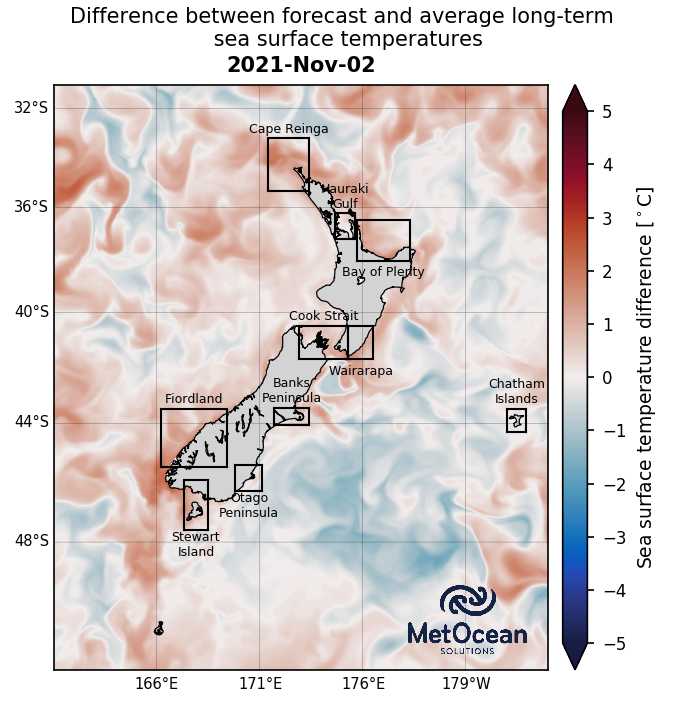 Difference between forecast and average long-term
sea surface temperatures
2021-Nov-02
32°S
36°S
40°S
44°S
48°S
Cape Reinga
Hauraki
Gulf
Bay of Plenty
Cook Strait
Wairarapa
Banks
Peninsula
Fiordland
Chatham
Islands
Otago
Peninsula
Stewart
Island
MetOcean
SOLUTIONS
166°E
171°E
176°E
179°W
5
4
3
2
1
0
−1
−2
−3
−4
−5
Sea surface temperature difference [°C]